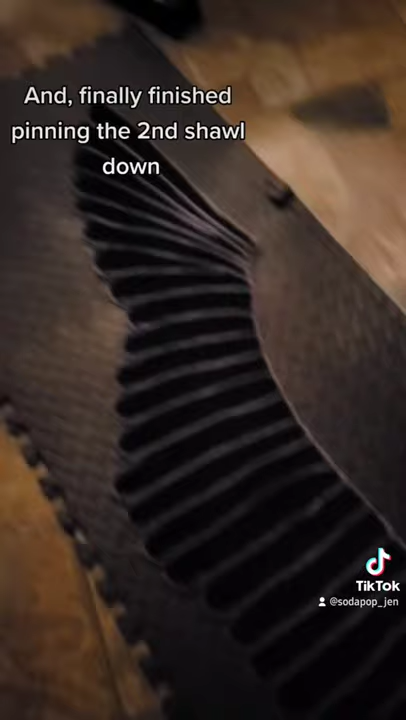 And, finally finished
pinning the 2nd shawl
down
TikTok
@sodapop_jen